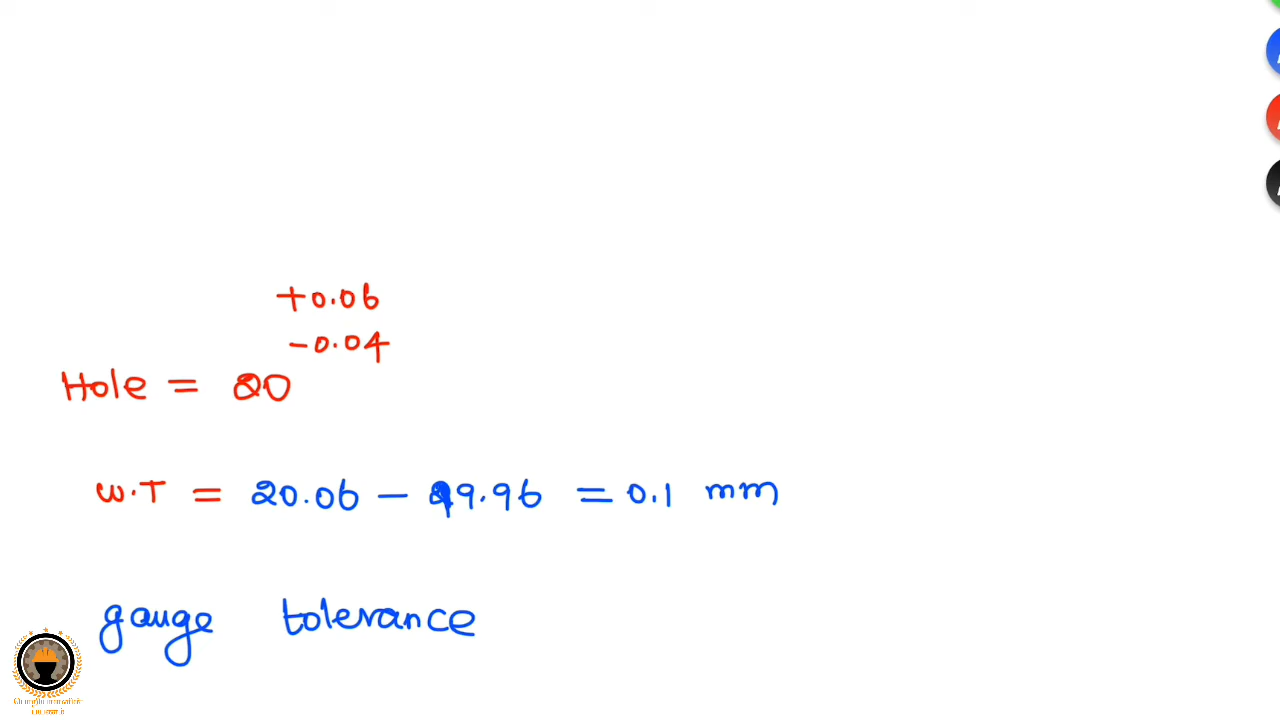 +0.06
-0.04
Hole = 20
W.T = 20.06 - 19.96 = 0.1 mm
gauge tolerance